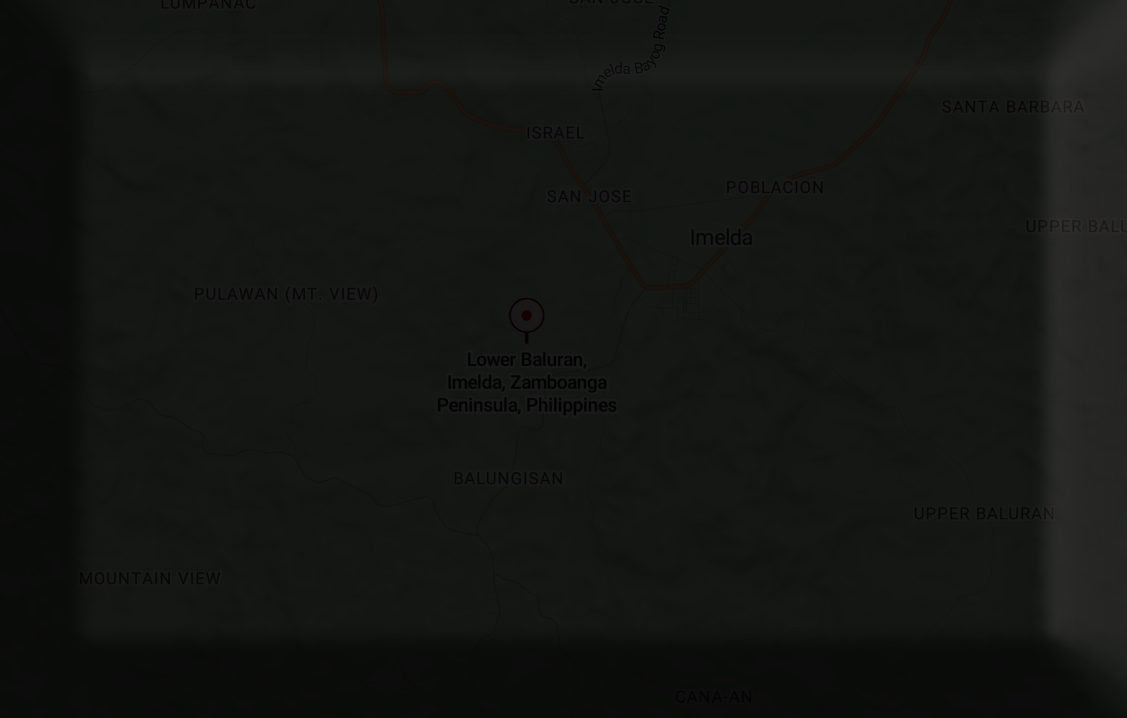 LUMPANAC
SAN JOSE
Imelda Bayog Road
SANTA BARBARA
ISRAEL
POBLACION
SAN JOSE
UPPER BALU
Imelda
PULAWAN (MT. VIEW)
Lower Baluran,
Imelda, Zamboanga
Peninsula, Philippines
BALUNGISAN
UPPER BALURAN
MOUNTAIN VIEW
CANA-AN